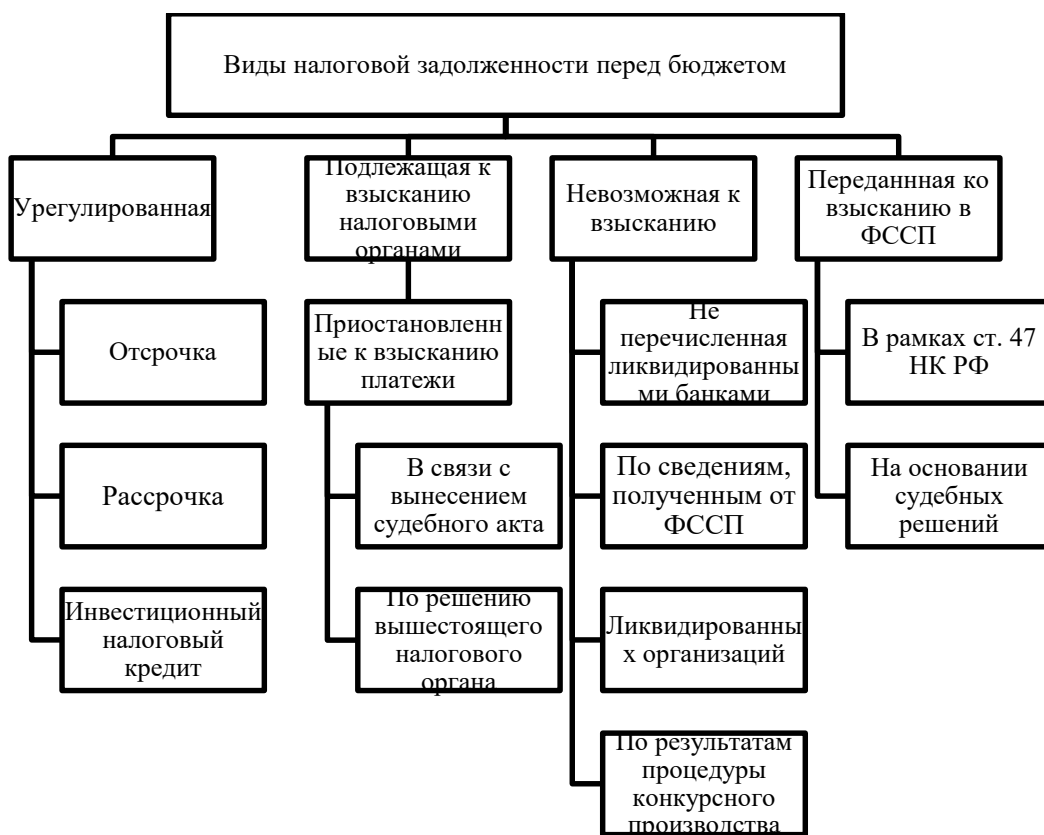 Виды налоговой задолженности перед бюджетом
Урегулированная
Отсрочка
Рассрочка
Инвестиционный
налоговый
кредит
Подлежащая к
взысканию
налоговыми
органами
Приостановленн
ые к взысканию
платежи
В связи с
вынесением
судебного акта
По решению
вышестоящего
налогового
органа
Невозможная к
взысканию
Не
перечисленная
ликвидированны
ми банками
По сведениям,
полученным от
ФССП
Ликвидированны
х организаций
По результатам
процедуры
конкурсного
производства
Переданнная ко
взысканию в
ФССП
В рамках ст. 47
НК РФ
На основании
судебных
решений